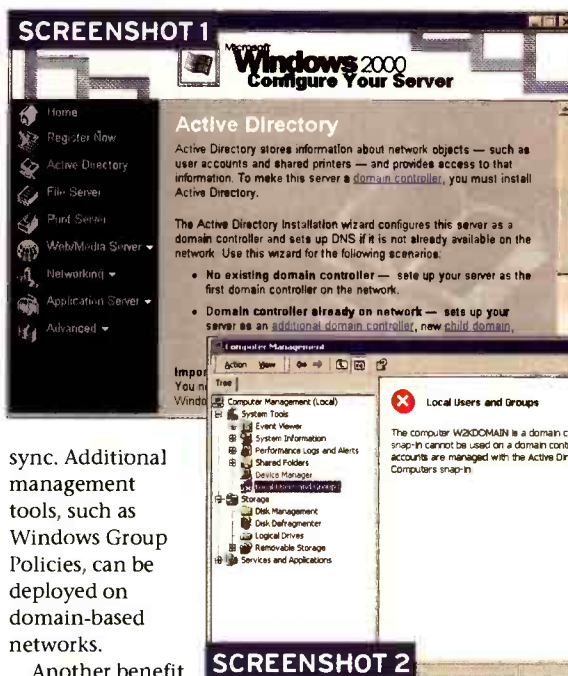 SCREENSHOT 1
Microsoft
Windows 2000
Configure Your Server
Home
Register Now
Active Directory
File Server
Print Server
Web/Media Server
Networking
Application Server
Advanced
Active Directory
Active Directory stores information about network objects — such as
user accounts and shared printers — and provides access to that
information. To make this server a domain controller, you must install
Active Directory.
The Active Directory Installation wizard configures this server as a
domain controller and sets up DNS if it is not already available on the
network. Use this wizard for the following scenarios:
• No existing domain controller — sets up your server as the
first domain controller on the network.
• Domain controller already on network — sets up your
server as an additional domain controller, new child domain,
Impor
You n
Windo
Computer Management
Action View
Tree
Computer Management (Local)
System Tools
Event Viewer
System Information
Performance Logs and Alerts
Shared Folders
Device Manager
Local Users and Groups
Storage
Disk Management
Disk Defragmenter
Logical Drives
Removable Storage
Services and Applications
Local Users and Groups
The computer W2KDOMAIN is a domain c
snap-in cannot be used on a domain cont
accounts are managed with the Active Dir
Computers snap-in
SCREENSHOT 2
sync. Additional
management
tools, such as
Windows Group
Policies, can be
deployed on
domain-based
networks.
Another benefit